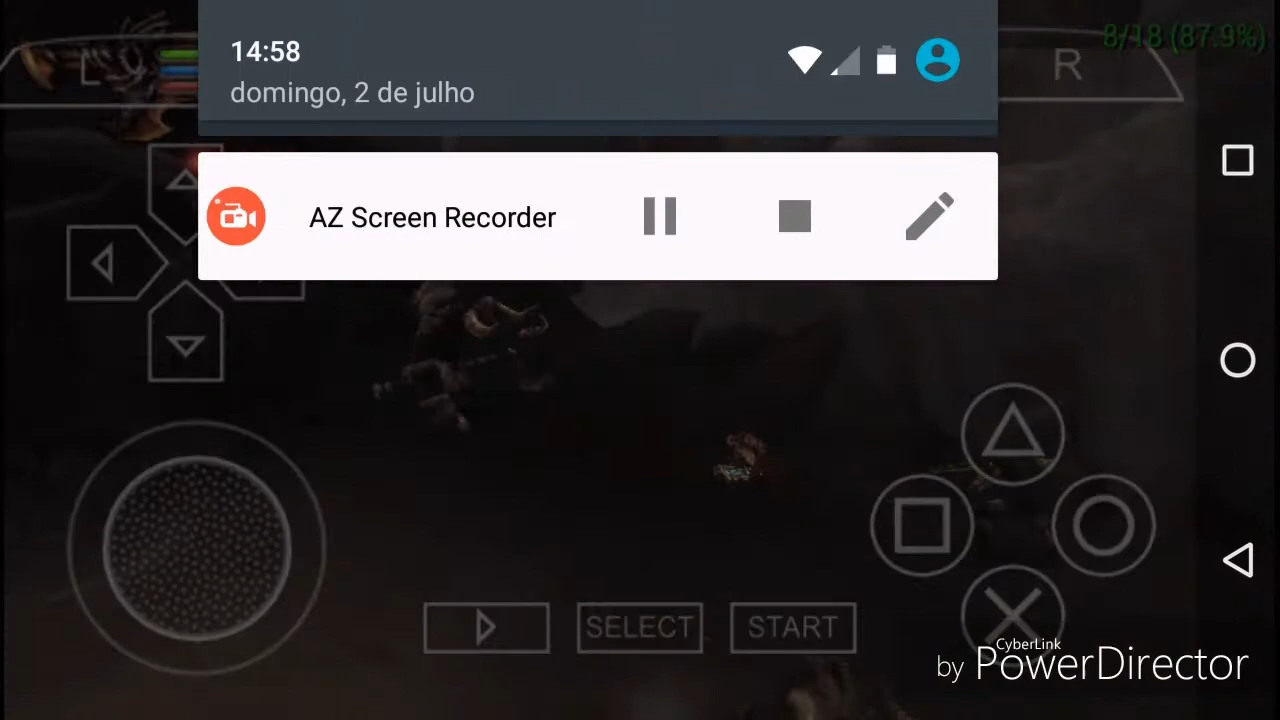 14:58
8/18 (87.9%)
L
R
domingo, 2 de julho
AZ Screen Recorder
SELECT
START
CyberLink
by PowerDirector